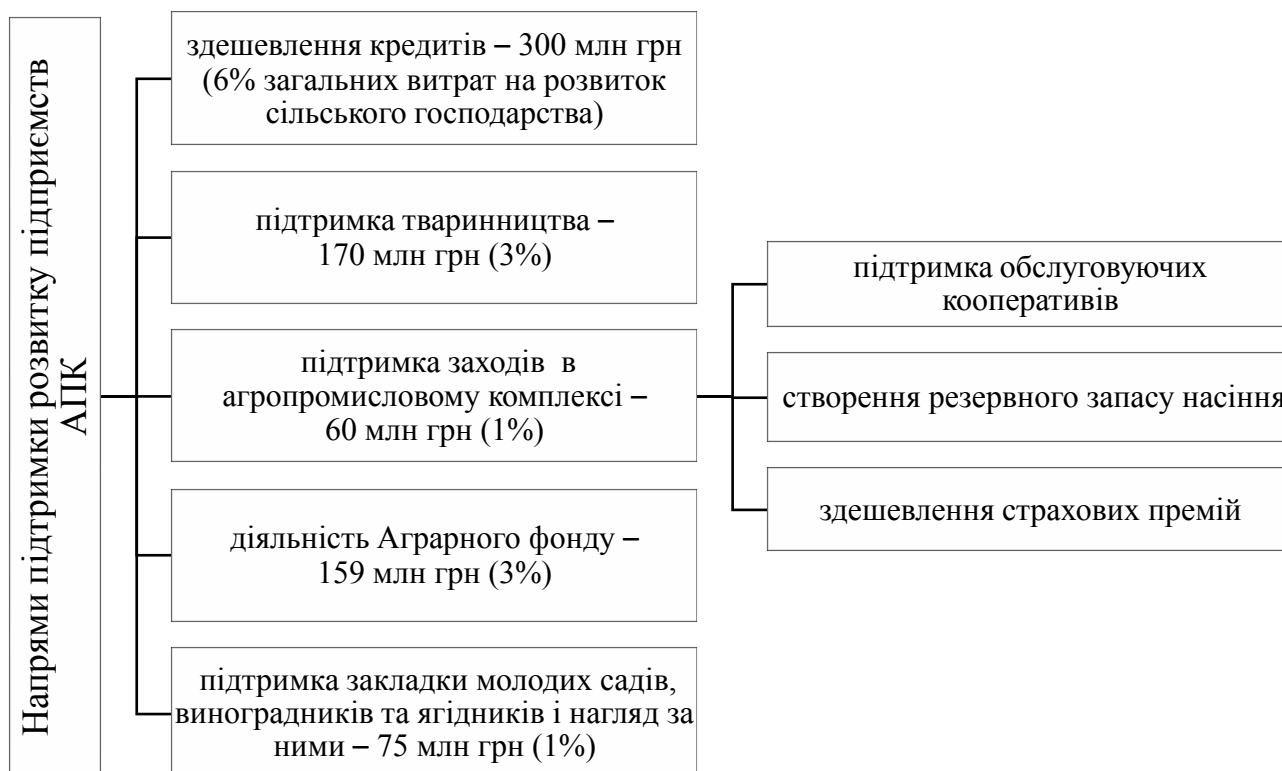 Напрями підтримки розвитку підприємств
АПК
здешевлення кредитів – 300 млн грн
(6% загальних витрат на розвиток
сільського господарства)
підтримка тваринництва –
170 млн грн (3%)
підтримка заходів в
агропромисловому комплексі –
60 млн грн (1%)
діяльність Аграрного фонду –
159 млн грн (3%)
підтримка закладки молодих садів,
виноградників та ягідників і нагляд за
ними – 75 млн грн (1%)
підтримка обслуговуючих
кооперативів
створення резервного запасу насіння
здешевлення страхових премій